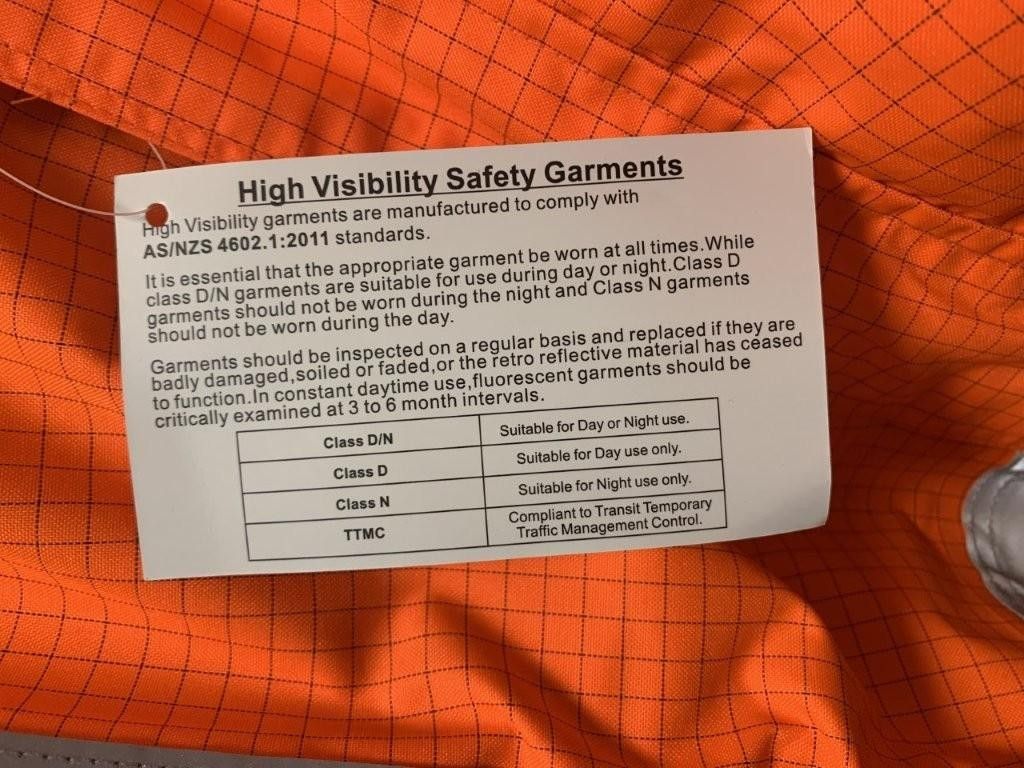 High Visibility Safety Garments
High Visibility garments are manufactured to comply with
AS/NZS 4602.1:2011 standards.
It is essential that the appropriate garment be worn at all times.While
class D/N garments are suitable for use during day or night.Class D
garments should not be worn during the night and Class N garments
should not be worn during the day.
Garments should be inspected on a regular basis and replaced if they are
badly damaged,soiled or faded,or the retro reflective material has ceased
to function.In constant daytime use,fluorescent garments should be
critically examined at 3 to 6 month intervals.
Class D/N Suitable for Day or Night use.
Class D Suitable for Day use only.
Class N Suitable for Night use only.
TTMC Compliant to Transit Temporary
Traffic Management Control.